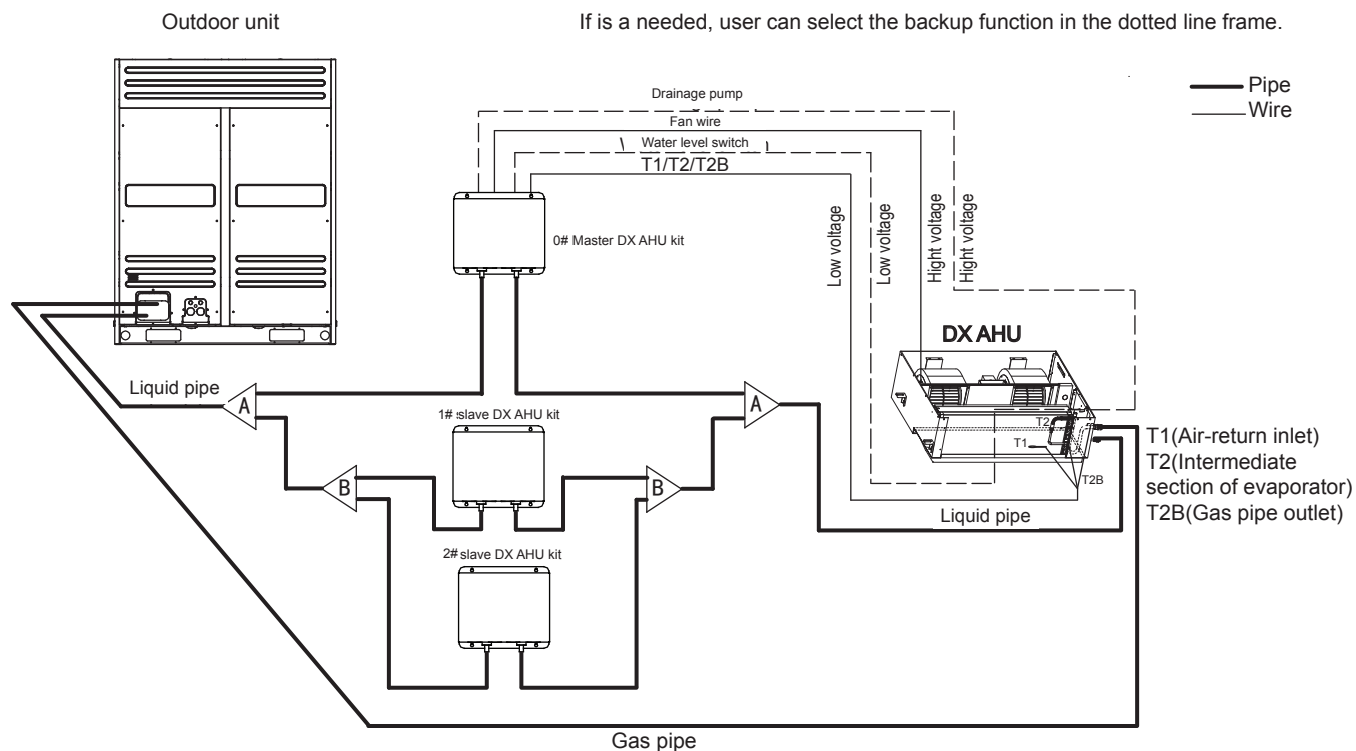 Outdoor unit
If is a needed, user can select the backup function in the dotted line frame.
Pipe
Wire
Drainage pump
Fan wire
Water level switch
T1/T2/T2B
0# Master DX AHU kit
Low voltage
Low voltage
Hight voltage
Hight voltage
DX AHU
Liquid pipe
A
A
1# slave DX AHU kit
B
B
T2
T1
T2B
T1(Air-return inlet)
T2(Intermediate
section of evaporator)
T2B(Gas pipe outlet)
Liquid pipe
2# slave DX AHU kit
Gas pipe